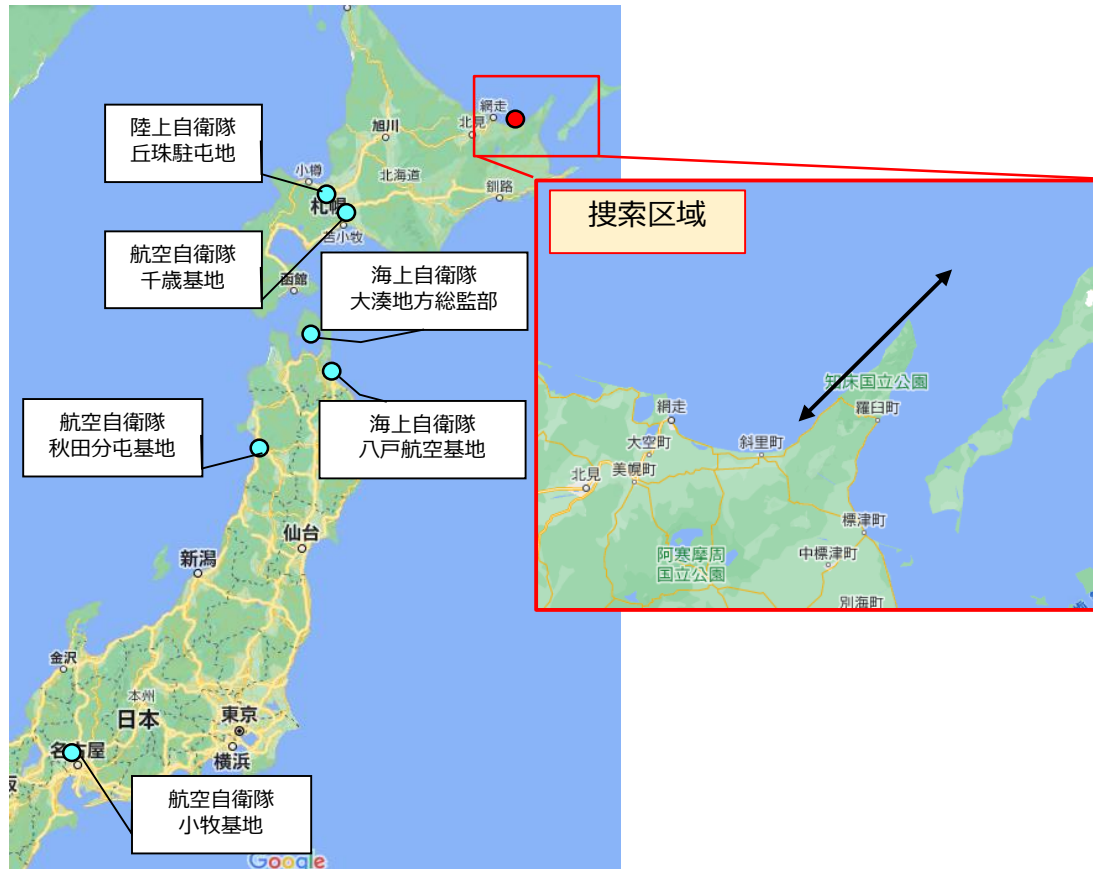 網走
北見
旭川
陸上自衛隊
丘珠駐屯地
小樽
北海道
釧路
札幌
苫小牧
捜索区域
航空自衛隊
千歳基地
函館
海上自衛隊
大湊地方総監部
知床国立公園
網走
羅臼町
大空町
斜里町
北見
美幌町
航空自衛隊
秋田分屯基地
海上自衛隊
八戸航空基地
標津町
仙台
中標津町
阿寒摩周
国立公園
新潟
別海町
金沢
本州
日本
東京
名古屋
横浜
航空自衛隊
小牧基地
Google